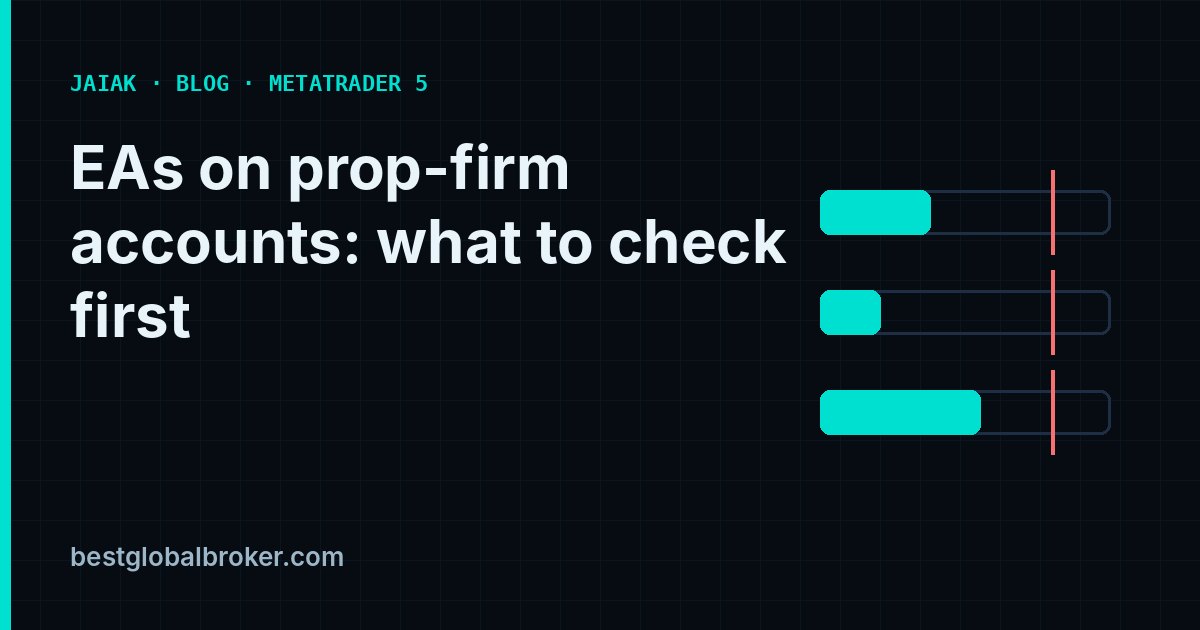 JAIAK · BLOG · METATRADER 5
EAs on prop-firm
accounts: what to check
first
bestglobalbroker.com